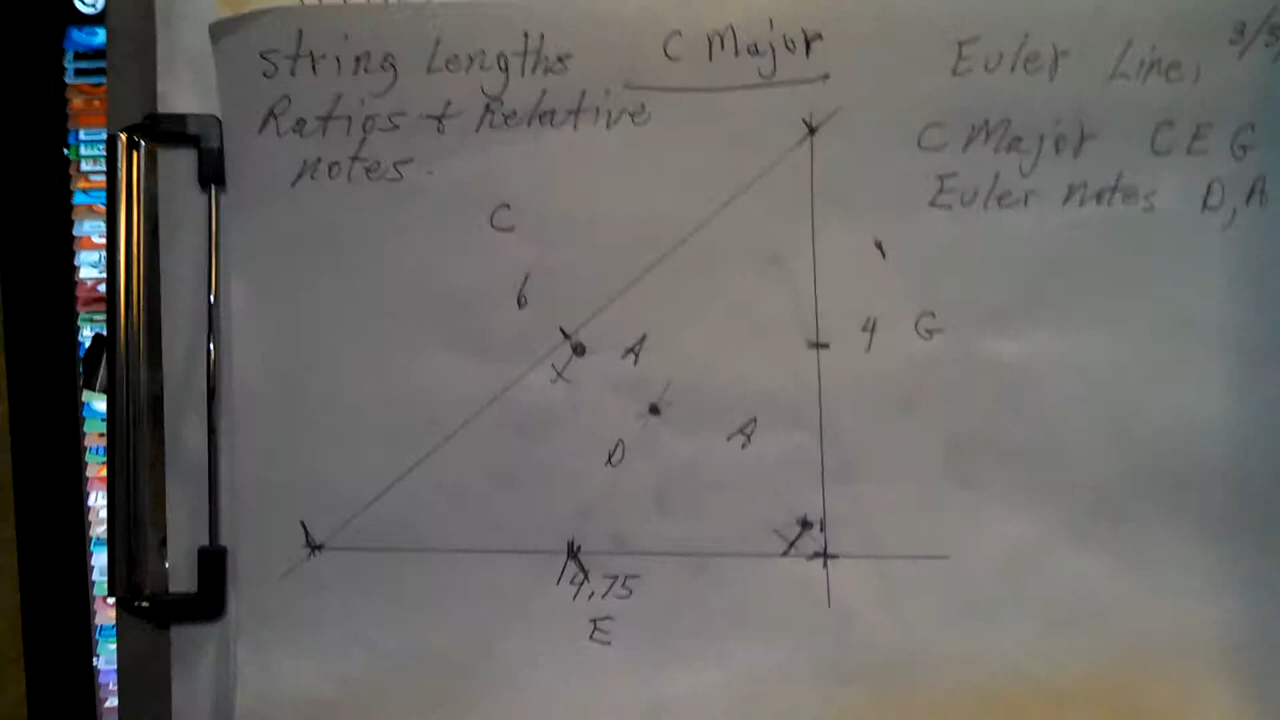 String Lengths
Ratios & Relative
notes.
C Major
Euler Line,
C Major C E G
Euler notes D, A
C
6
A
4 G
D
A
4.75
E